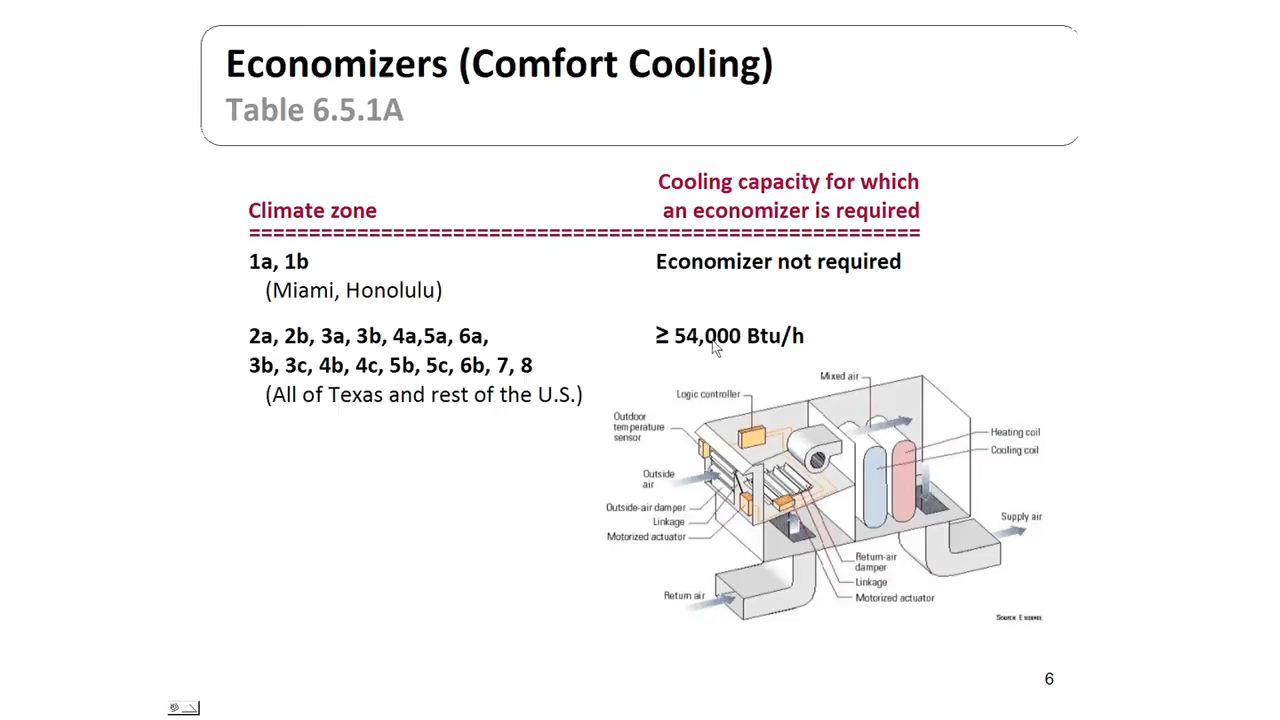 Economizers (Comfort Cooling)
Table 6.5.1A
Cooling capacity for which
Climate zone an economizer is required
========================================================
1a, 1b Economizer not required
(Miami, Honolulu)
2a, 2b, 3a, 3b, 4a,5a, 6a, ≥ 54,000 Btu/h
3b, 3c, 4b, 4c, 5b, 5c, 6b, 7, 8
(All of Texas and rest of the U.S.)
Mixed air
Logic controller
Outdoor
temperature
sensor
Heating coil
Cooling coil
Outside
air
Outside-air damper
Linkage
Motorized actuator
Supply air
Return-air
damper
Linkage
Motorized actuator
Return air
6